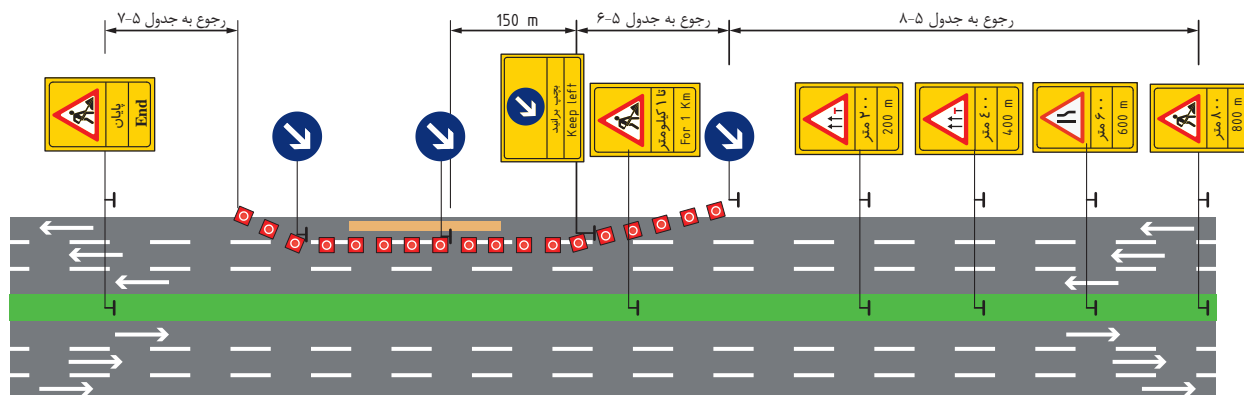 رجوع به جدول ۵-۷
150 m
رجوع به جدول ۵-۶
رجوع به جدول ۵-۸
پایان
End
بچپ برانید
Keep left
تا ۱ کیلومتر
For 1 Km
۲۰۰ متر
200 m
٤۰۰ متر
400 m
۶۰۰ متر
600 m
۸۰۰ متر
800 m